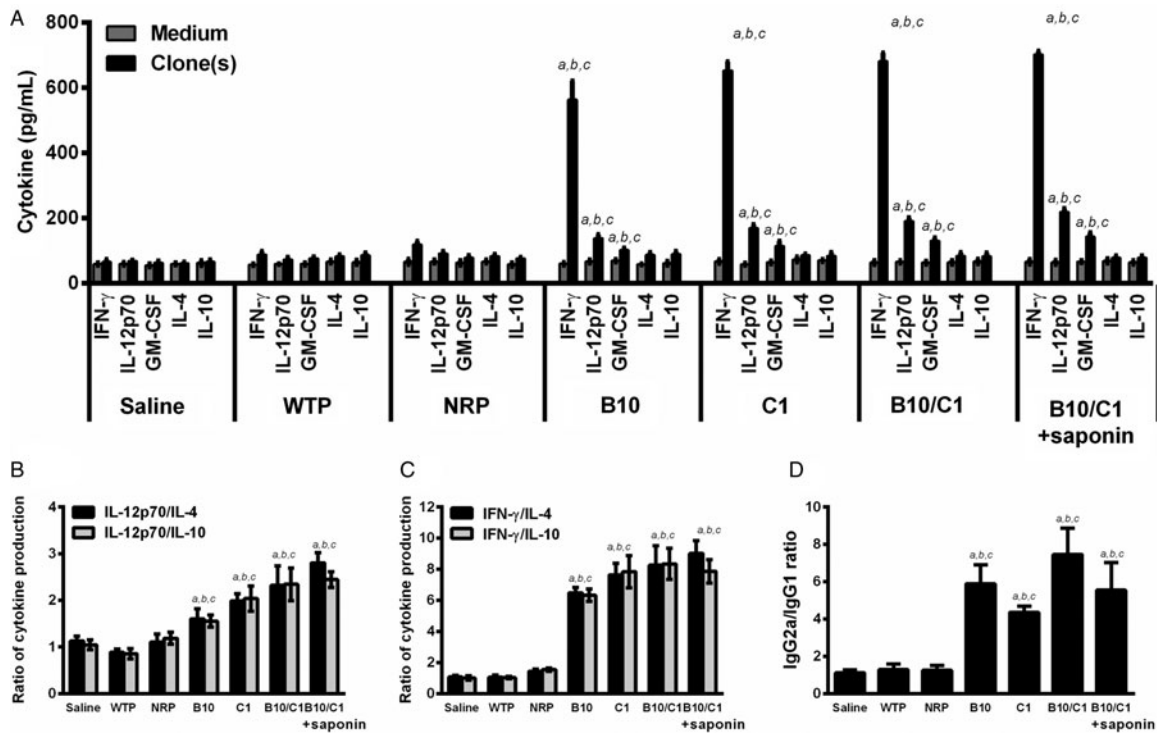 A
800
600
400
200
0
Cytokine (pg/mL)
Medium
Clone(s)
a,b,c
a,b,c
a,b,c
a,b,c
a,b,c
a,b,c
a,b,c
a,b,c
a,b,c
a,b,c
a,b,c
a,b,c
IFN-γ IL-12p70 GM-CSF IL-4 IL-10 IFN-γ IL-12p70 GM-CSF IL-4 IL-10 IFN-γ IL-12p70 GM-CSF IL-4 IL-10 IFN-γ IL-12p70 GM-CSF IL-4 IL-10 IFN-γ IL-12p70 GM-CSF IL-4 IL-10 IFN-γ IL-12p70 GM-CSF IL-4 IL-10 IFN-γ IL-12p70 GM-CSF IL-4 IL-10
Saline WTP NRP B10 C1 B10/C1 B10/C1
+saponin
B
Ratio of cytokine production
4
3
2
1
0
IL-12p70/IL-4
IL-12p70/IL-10
a,b,c
a,b,c
a,b,c
a,b,c
Saline WTP NRP B10 C1 B10/C1 B10/C1
+saponin
C
Ratio of cytokine production
12
10
8
6
4
2
0
IFN-γ/IL-4
IFN-γ/IL-10
a,b,c
a,b,c
a,b,c
a,b,c
Saline WTP NRP B10 C1 B10/C1 B10/C1
+saponin
D
IgG2a/IgG1 ratio
10
8
6
4
2
0
a,b,c
a,b,c
a,b,c
a,b,c
Saline WTP NRP B10 C1 B10/C1 B10/C1
+saponin